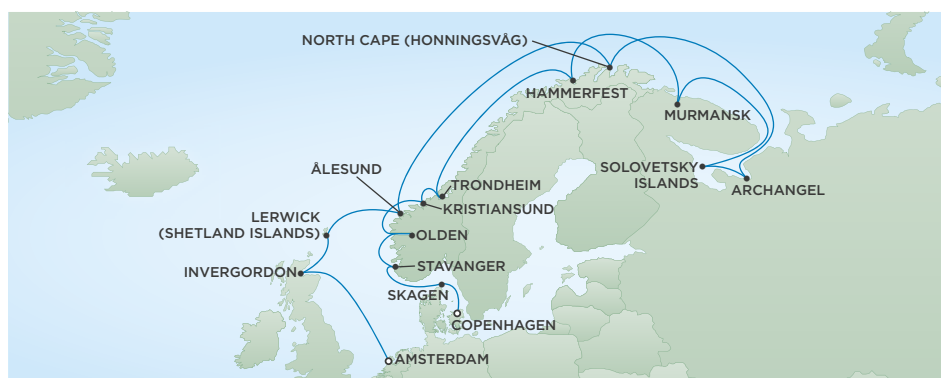 NORTH CAPE (HONNINGSVÅG)
HAMMERFEST
MURMANSK
ÅLESUND
SOLOVETSKY
ISLANDS
ARCHANGEL
TRONDHEIM
KRISTIANSUND
LERWICK
(SHETLAND ISLANDS)
OLDEN
INVERGORDON
STAVANGER
SKAGEN
COPENHAGEN
AMSTERDAM